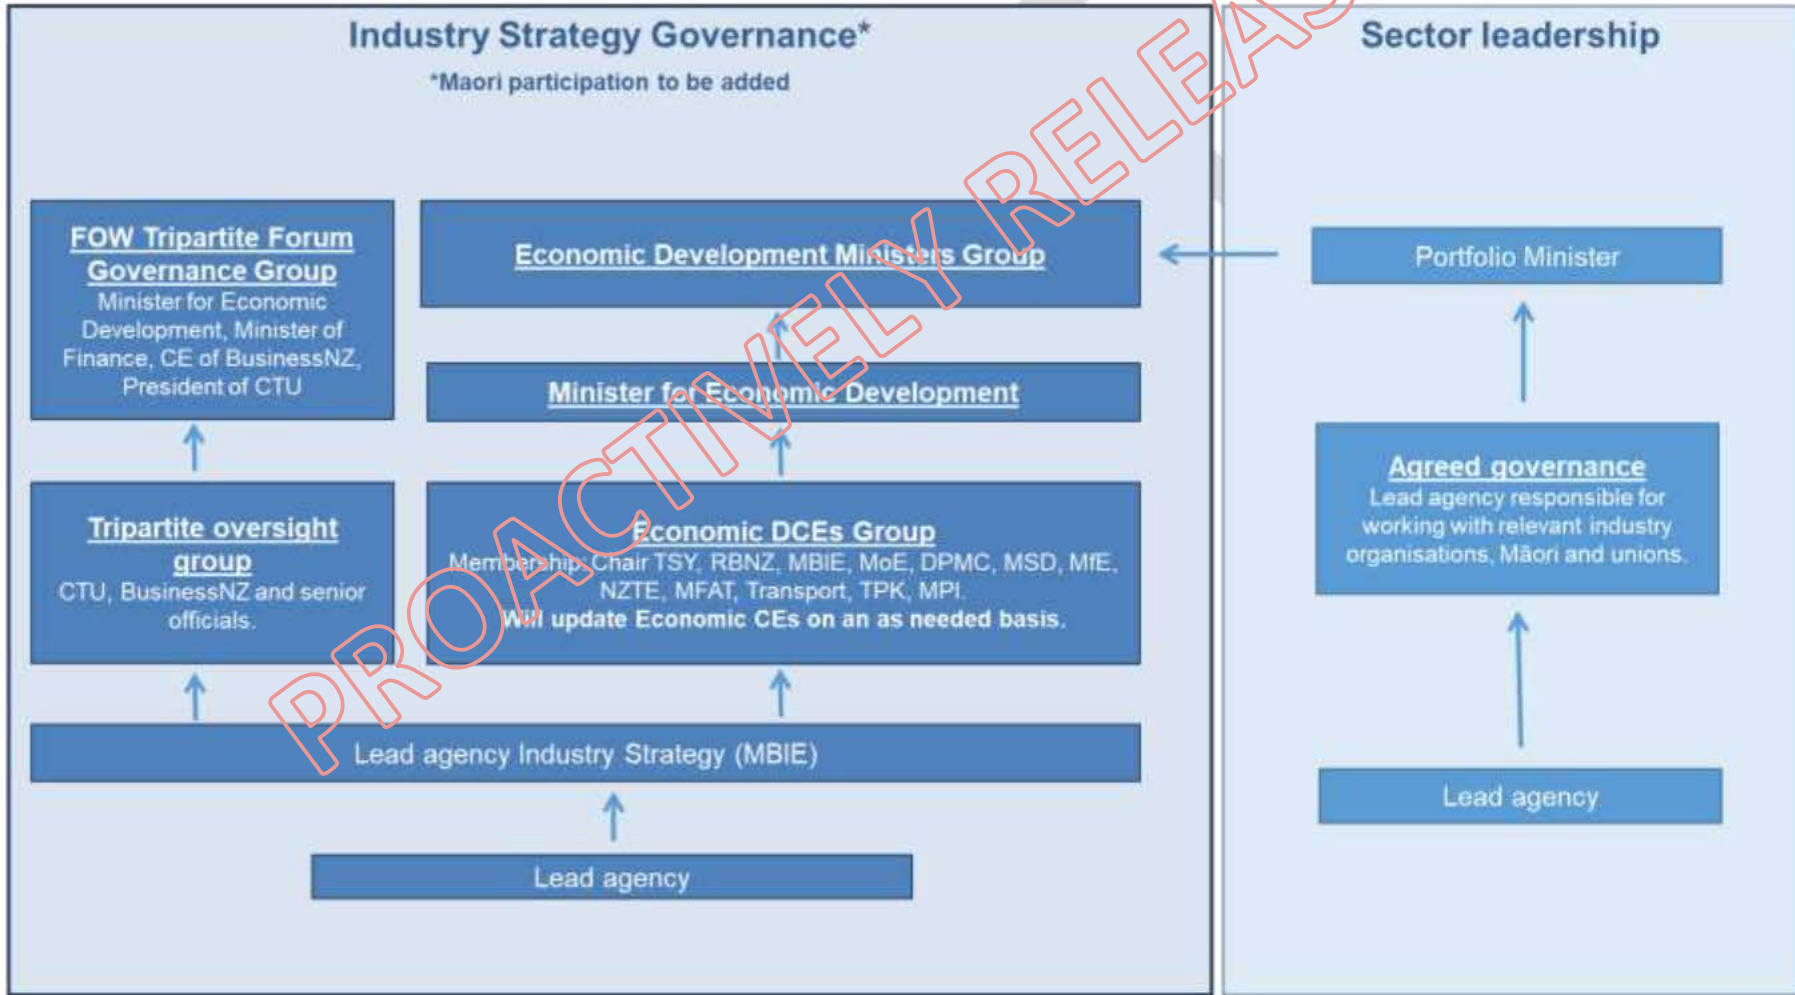 Industry Strategy Governance*
*Maori participation to be added
FOW Tripartite Forum
Governance Group
Minister for Economic
Development, Minister of
Finance, CE of BusinessNZ,
President of CTU
Economic Development Ministers Group
Minister for Economic Development
Tripartite oversight
group
CTU, BusinessNZ and senior
officials.
Economic DCEs Group
Membership: Chair TSY, RBNZ, MBIE, MoE, DPMC, MSD, MfE,
NZTE, MFAT, Transport, TPK, MPI.
Will update Economic CEs on an as needed basis.
Lead agency Industry Strategy (MBIE)
Lead agency
Sector leadership
Portfolio Minister
Agreed governance
Lead agency responsible for
working with relevant industry
organisations, Māori and unions.
Lead agency
PROACTIVELY RELEAS